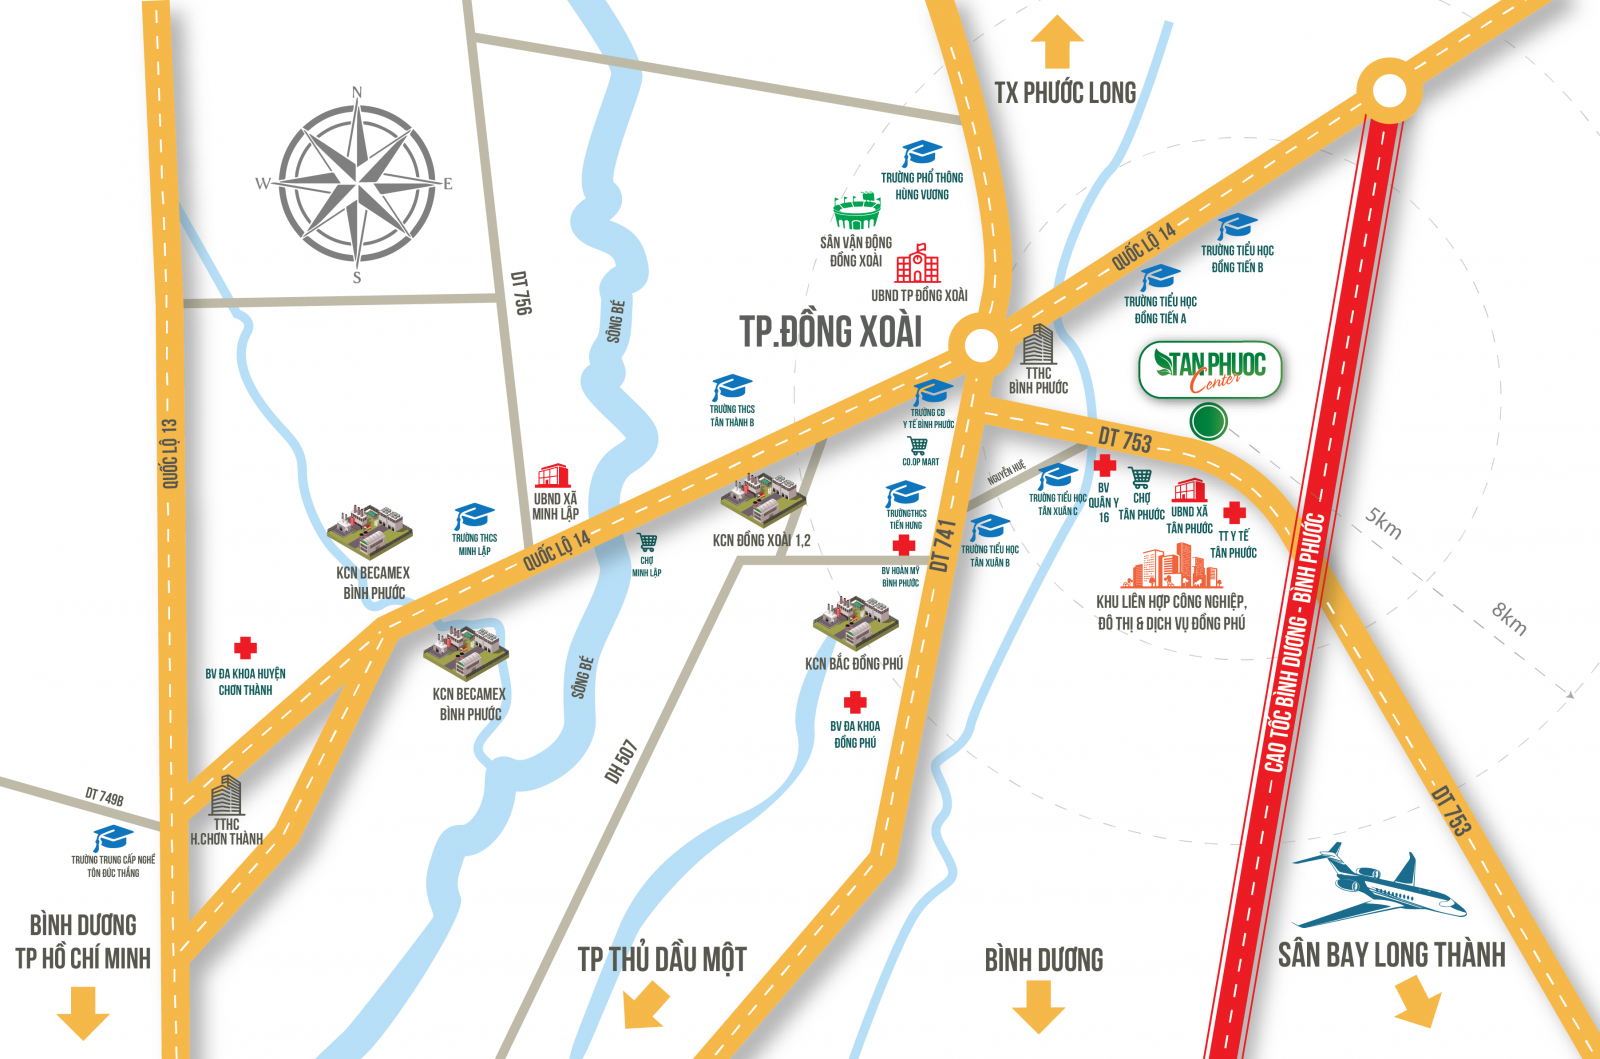 TX PHƯỚC LONG
N
W
E
S
TRƯỜNG PHỔ THÔNG
HÙNG VƯƠNG
SÂN VẬN ĐỘNG
ĐỒNG XOÀI
UBND TP ĐỒNG XOÀI
QUỐC LỘ 14
TRƯỜNG TIỂU HỌC
ĐỒNG TIẾN B
TRƯỜNG TIỂU HỌC
ĐỒNG TIẾN A
DT 756
SÔNG BÉ
TP.ĐỒNG XOÀI
TTHC
BÌNH PHƯỚC
TAN PHUOC
Center
TRƯỜNG THCS
TÂN THÀNH B
TRƯỜNG CĐ
Y TẾ BÌNH PHƯỚC
CO.OP MART
QUỐC LỘ 13
DT 753
NGUYỄN HUỆ
UBND XÃ
MINH LẬP
TRƯỜNG THCS
MINH LẬP
QUỐC LỘ 14
CHỢ
MINH LẬP
KCN ĐỒNG XOÀI 1,2
TRƯỜNGTHCS
TIẾN HƯNG
DT 741
TRƯỜNG TIỂU HỌC
TÂN XUÂN C
BV
QUÂN Y
16
CHỢ
TÂN PHƯỚC
UBND XÃ
TÂN PHƯỚC
TT Y TẾ
TÂN PHƯỚC
5km
TRƯỜNG TIỂU HỌC
TÂN XUÂN B
KCN BECAMEX
BÌNH PHƯỚC
BV HOÀN MỸ
BÌNH PHƯỚC
KHU LIÊN HỢP CÔNG NGHIỆP,
ĐÔ THỊ & DỊCH VỤ ĐỒNG PHÚ
8km
CAO TỐC BÌNH DƯƠNG - BÌNH PHƯỚC
BV ĐA KHOA HUYỆN
CHƠN THÀNH
KCN BECAMEX
BÌNH PHƯỚC
SÔNG BÉ
KCN BẮC ĐỒNG PHÚ
BV ĐA KHOA
ĐỒNG PHÚ
DH 507
DT 749B
TTHC
H.CHƠN THÀNH
DT 753
TRƯỜNG TRUNG CẤP NGHỀ
TÔN ĐỨC THẮNG
BÌNH DƯƠNG
TP HỒ CHÍ MINH
TP THỦ DẦU MỘT
BÌNH DƯƠNG
SÂN BAY LONG THÀNH